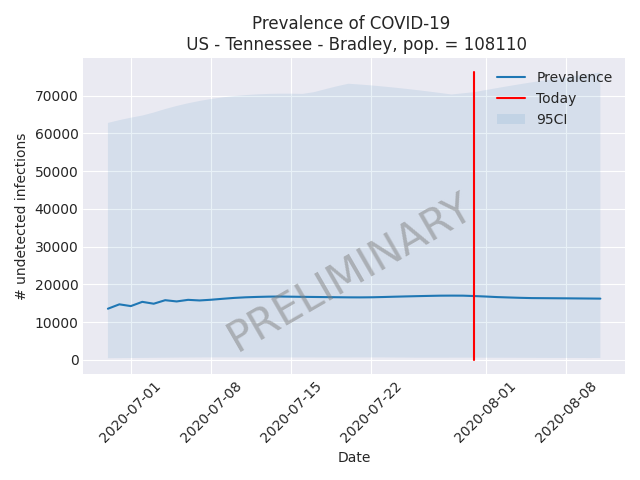 Prevalence of COVID-19
US - Tennessee - Bradley, pop. = 108110
Prevalence
Today
95CI
# undetected infections
70000
60000
50000
40000
30000
20000
10000
0
PRELIMINARY
2020-07-01
2020-07-08
2020-07-15
2020-07-22
2020-08-01
2020-08-08
Date